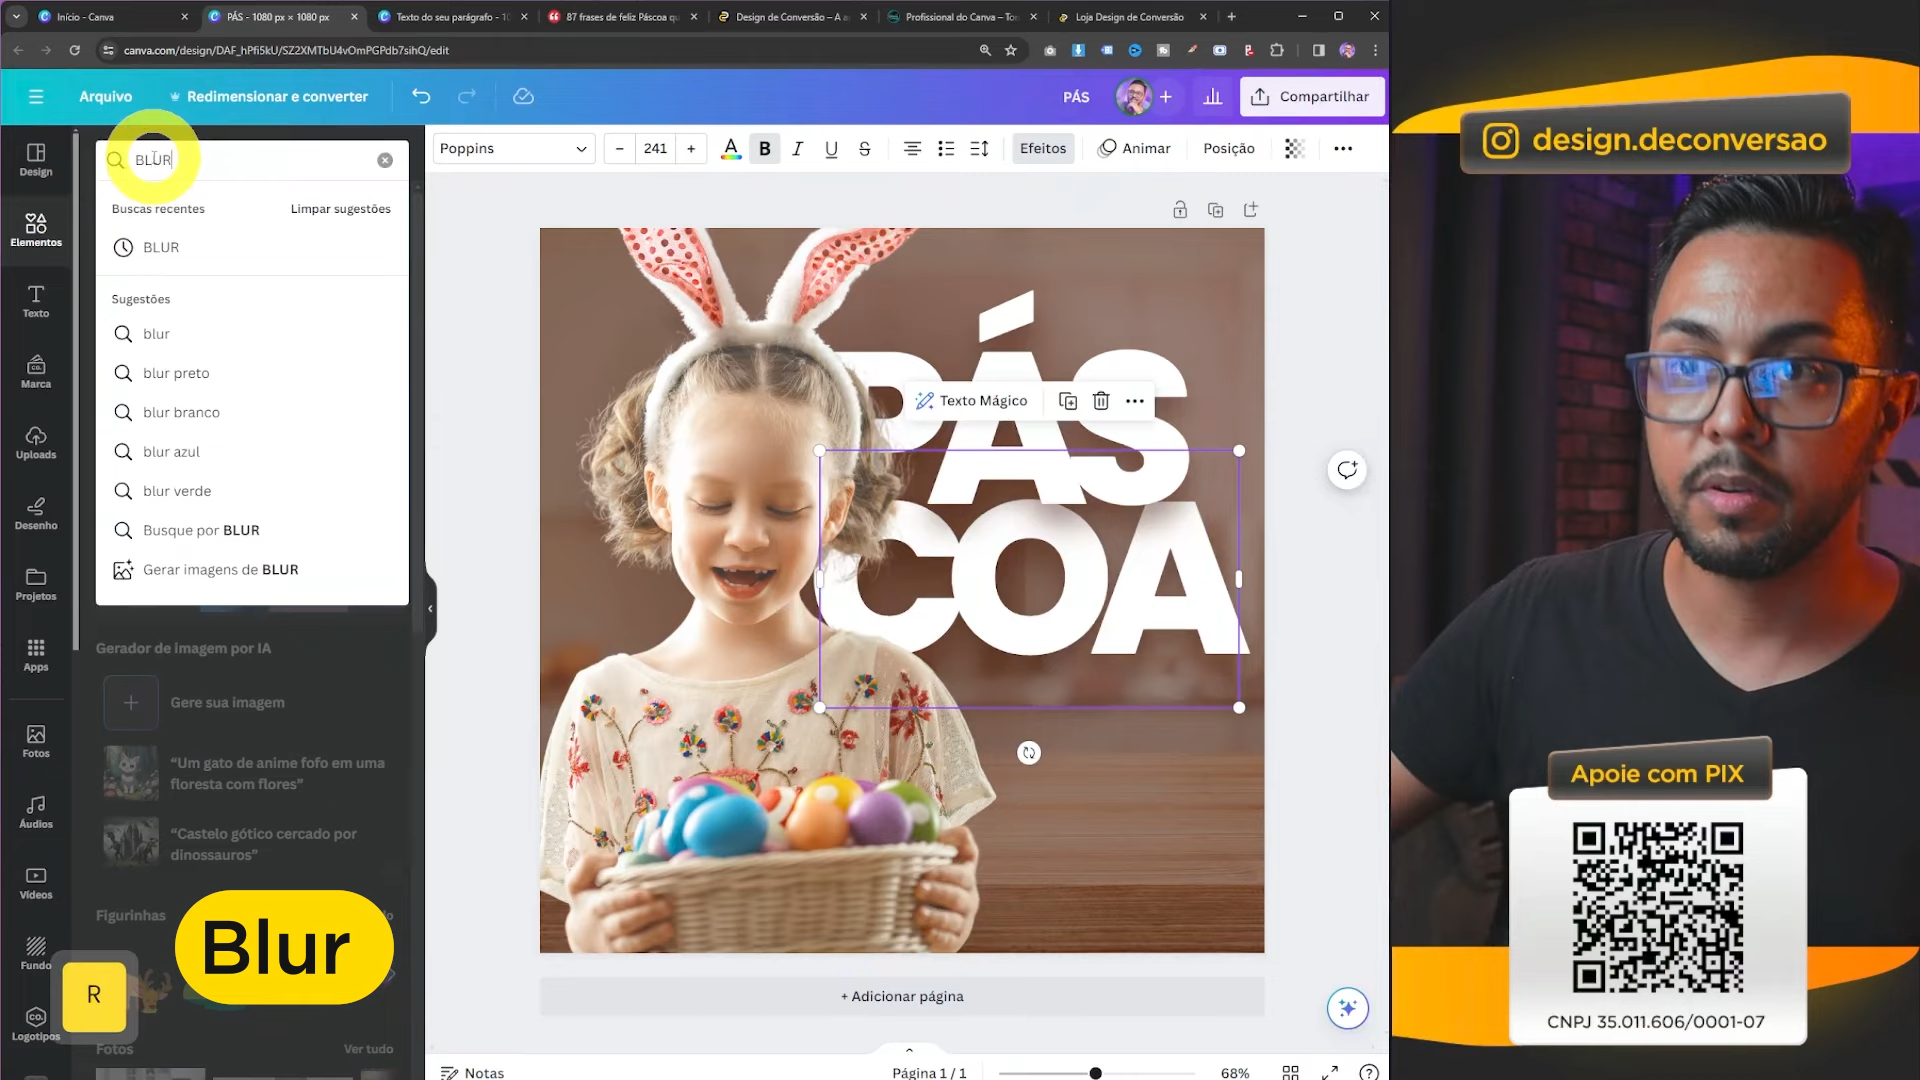 Início - Canva
PÁS - 1080 px × 1080 px
Texto do seu parágrafo - 10
87 frases de feliz Páscoa qu
Design de Conversão – A a
Profissional do Canva – Ton
Loja Design de Conversão
canva.com/design/DAF_hPfi5kU/SZ2XMTbU4vOmPGPdb7sihQ/edit
Arquivo
Redimensionar e converter
PÁS
Compartilhar
Poppins
241
Efeitos
Animar
Posição
Design
Elementos
Texto
Marca
Uploads
Desenho
Projetos
Apps
Fotos
Áudios
Vídeos
Fundo
Logotipos
BLUR
Buscas recentes
Limpar sugestões
BLUR
Sugestões
blur
blur preto
blur branco
blur azul
blur verde
Busque por BLUR
Gerar imagens de BLUR
Gerador de imagem por IA
Gere sua imagem
“Um gato de anime fofo em uma
floresta com flores”
“Castelo gótico cercado por
dinossauros”
Figurinhas
Blur
R
Fotos
Ver tudo
PÁS
Texto Mágico
COA
+ Adicionar página
Notas
Página 1 / 1
68%
design.deconversao
Apoie com PIX
CNPJ 35.011.606/0001-07